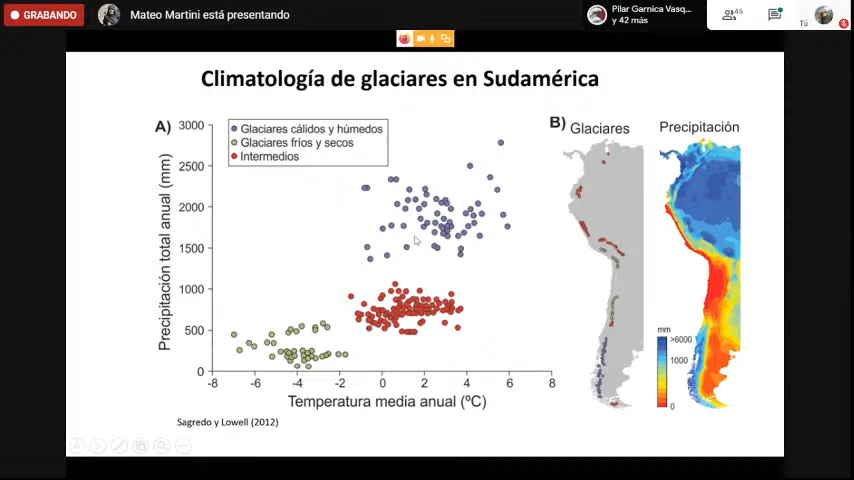 GRABANDO
Mateo Martini está presentando
Pilar Garnica Vasq...
y 42 más
45
Tú
Climatología de glaciares en Sudamérica
A)
Glaciares cálidos y húmedos
Glaciares fríos y secos
Intermedios
Precipitación total anual (mm)
3000
2500
2000
1500
1000
500
0
-8
-6
-4
-2
0
2
4
6
8
Temperatura media anual (ºC)
Sagredo y Lowell (2012)
B)
Glaciares
Precipitación
mm
>6000
1000
0